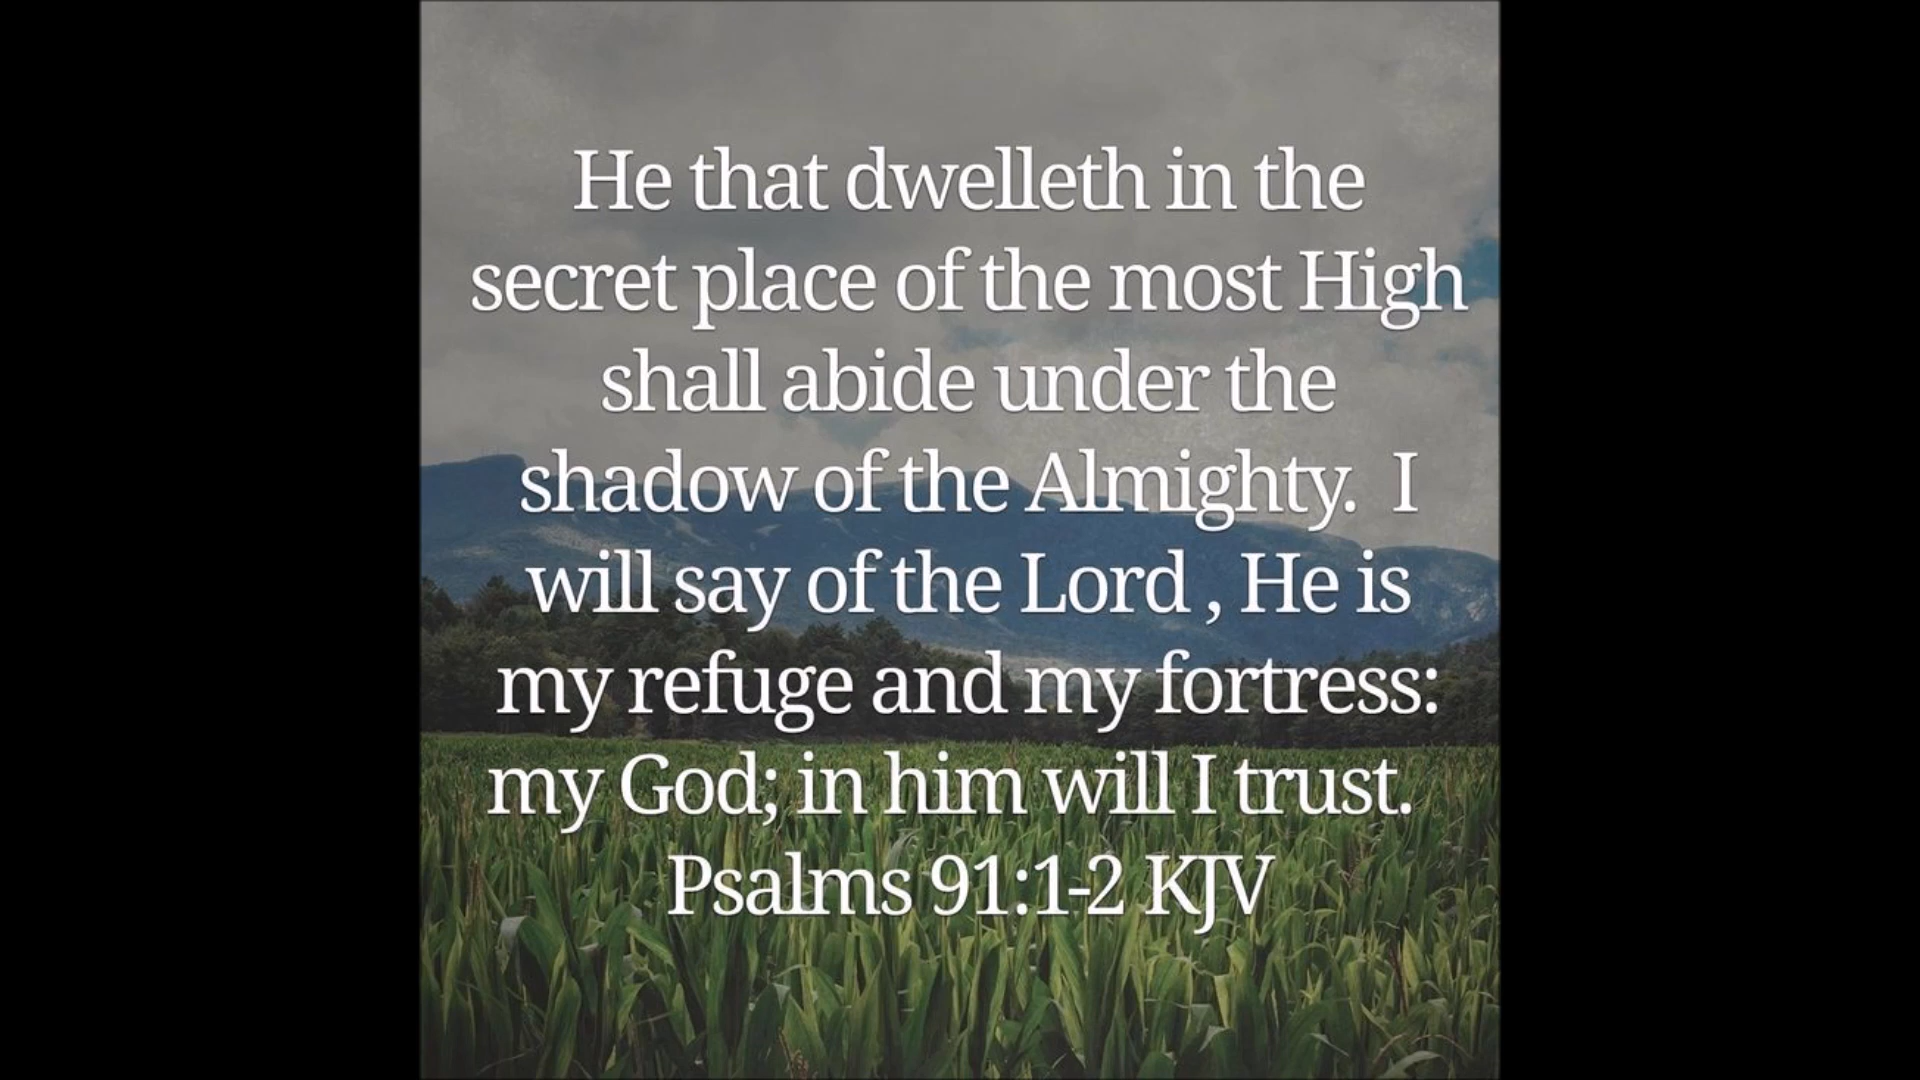 He that dwelleth in the
secret place of the most High
shall abide under the
shadow of the Almighty.  I
will say of the Lord , He is
my refuge and my fortress:
my God; in him will I trust.
Psalms 91:1-2 KJV